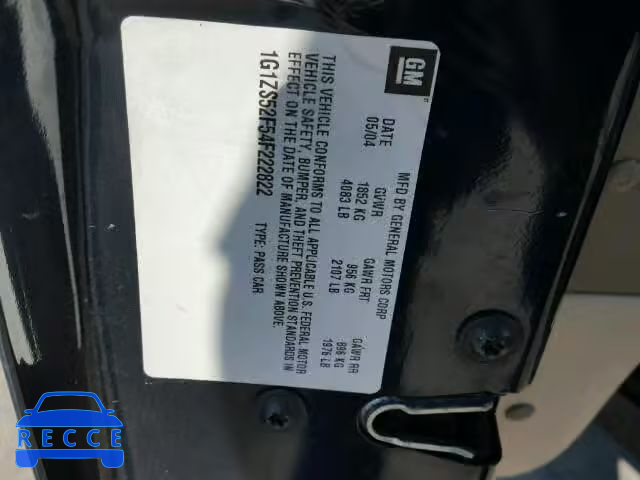 GM
MFD BY GENERAL MOTORS CORP
DATE GVWR GAWR FRT GAWR RR
05/04 1852 KG 956 KG 896 KG
4083 LB 2107 LB 1976 LB
THIS VEHICLE CONFORMS TO ALL APPLICABLE U.S. FEDERAL MOTOR
VEHICLE SAFETY, BUMPER, AND THEFT PREVENTION STANDARDS IN
EFFECT ON THE DATE OF MANUFACTURE SHOWN ABOVE.
1G1ZS52F54F222822 TYPE: PASS CAR
RECCE